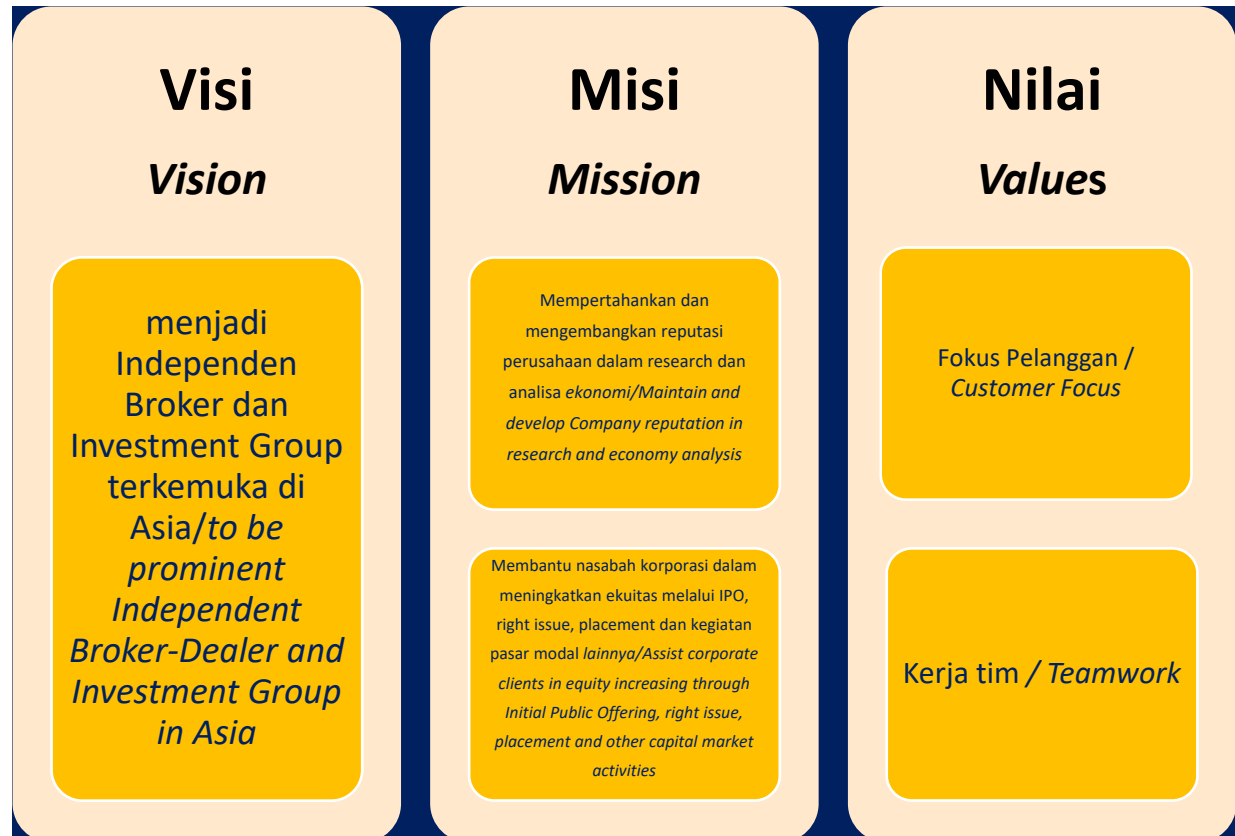 Visi
Vision
menjadi
Independen
Broker dan
Investment Group
terkemuka di
Asia/to be
prominent
Independent
Broker-Dealer and
Investment Group
in Asia
Misi
Mission
Mempertahankan dan
mengembangkan reputasi
perusahaan dalam research dan
analisa ekonomi/Maintain and
develop Company reputation in
research and economy analysis
Membantu nasabah korporasi dalam
meningkatkan ekuitas melalui IPO,
right issue, placement dan kegiatan
pasar modal lainnya/Assist corporate
clients in equity increasing through
Initial Public Offering, right issue,
placement and other capital market
activities
Nilai
Values
Fokus Pelanggan /
Customer Focus
Kerja tim / Teamwork